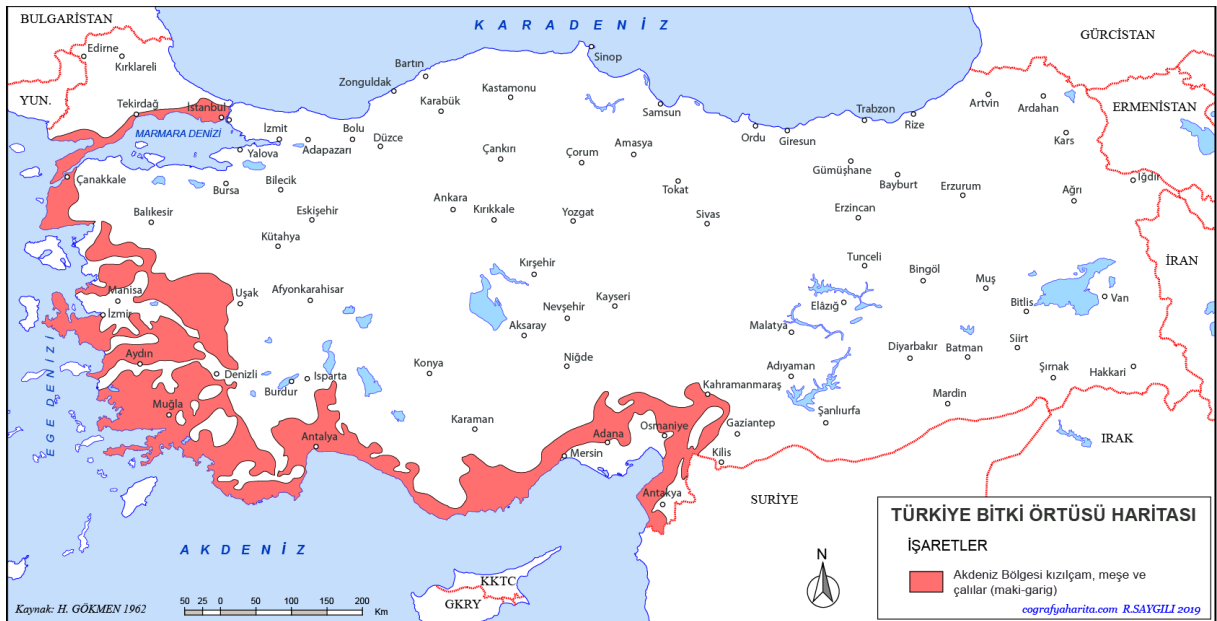 BULGARİSTAN
KARADENİZ
GÜRCİSTAN
Edirne
Kırklareli
Sinop
Bartın
Zonguldak
Kastamonu
Karabük
YUN.
Tekirdağ
İstanbul
Samsun
Artvin
Ardahan
ERMENİSTAN
Trabzon
Rize
MARMARA DENİZİ
İzmit
Adapazarı
Bolu
Düzce
Ordu
Giresun
Kars
Yalova
Çankırı
Çorum
Amasya
Gümüşhane
Bayburt
Çanakkale
Bursa
Bilecik
Tokat
Erzurum
Ağrı
Iğdır
Balıkesir
Eskişehir
Ankara
Kırıkkale
Yozgat
Sivas
Erzincan
Kütahya
Kırşehir
Tunceli
Bingöl
Muş
İRAN
Manisa
Uşak
Afyonkarahisar
Nevşehir
Kayseri
Elâzığ
Bitlis
Van
İzmir
Aksaray
Malatya
Siirt
EGE DENİZİ
Aydın
Denizli
Isparta
Burdur
Konya
Niğde
Adıyaman
Diyarbakır
Batman
Şırnak
Hakkari
Kahramanmaraş
Mardin
Muğla
Antalya
Karaman
Adana
Osmaniye
Gaziantep
Şanlıurfa
Mersin
Kilis
IRAK
Antakya
SURİYE
AKDENİZ
TÜRKİYE BİTKİ ÖRTÜSÜ HARİTASI
İŞARETLER
Akdeniz Bölgesi kızılçam, meşe ve
çalılar (maki-garig)
cografyaharita.com R.SAYGILI 2019
N
KKTC
GKRY
Kaynak: H. GÖKMEN 1962
50 25 0 50 100 150 200
Km